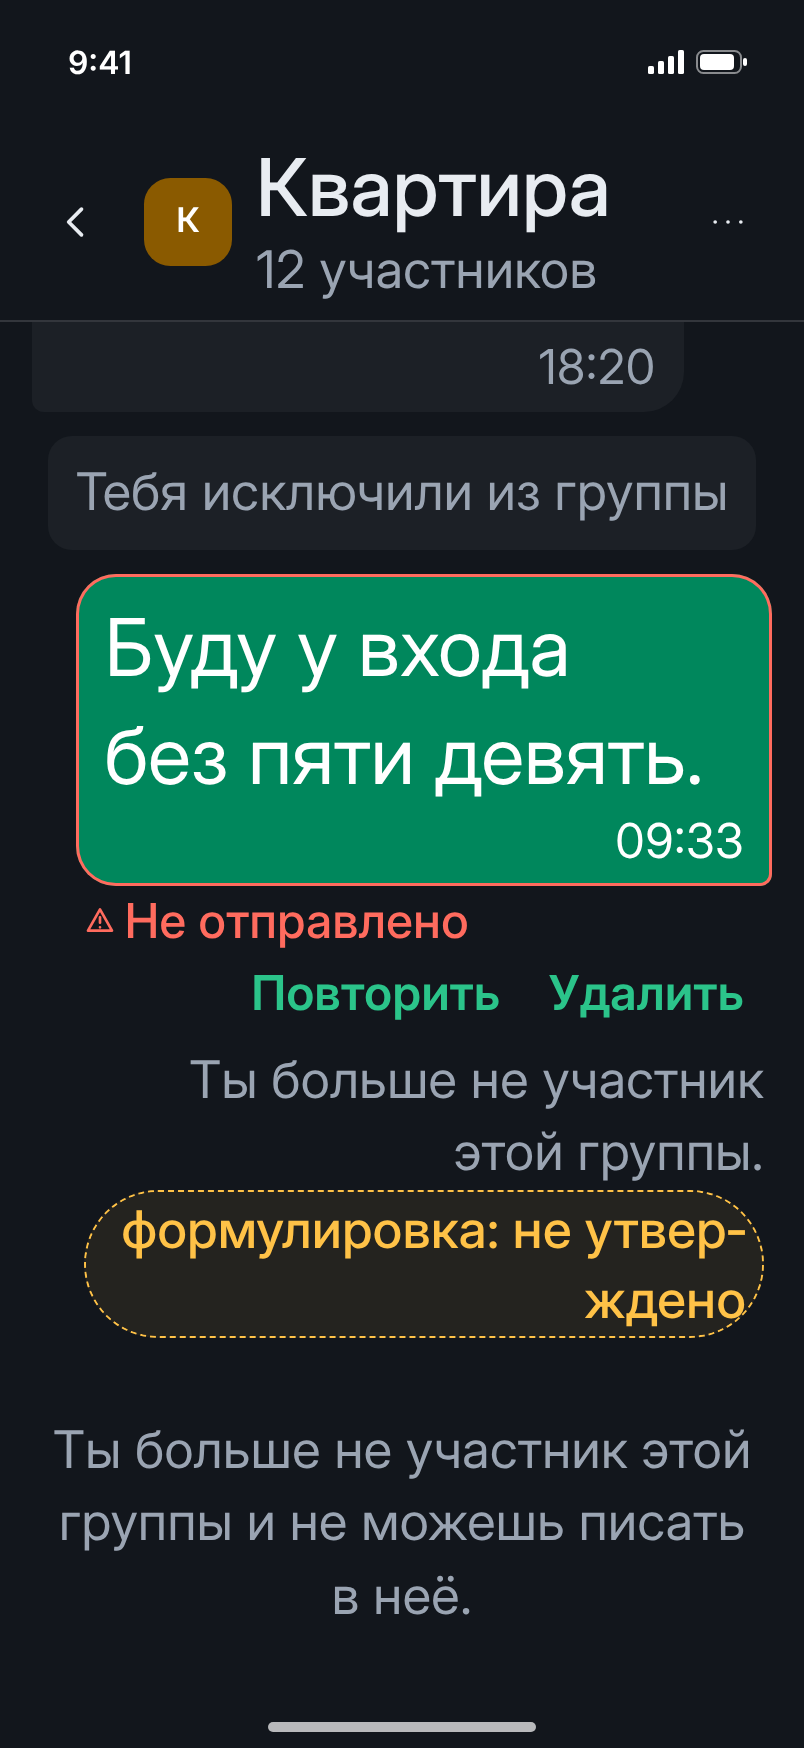 9:41
К
Квартира
12 участников
...
18:20
Тебя исключили из группы
Буду у входа
без пяти девять.
09:33
Не отправлено
Повторить Удалить
Ты больше не участник
этой группы.
формулировка: не утвер-
ждено
Ты больше не участник этой
группы и не можешь писать
в неё.